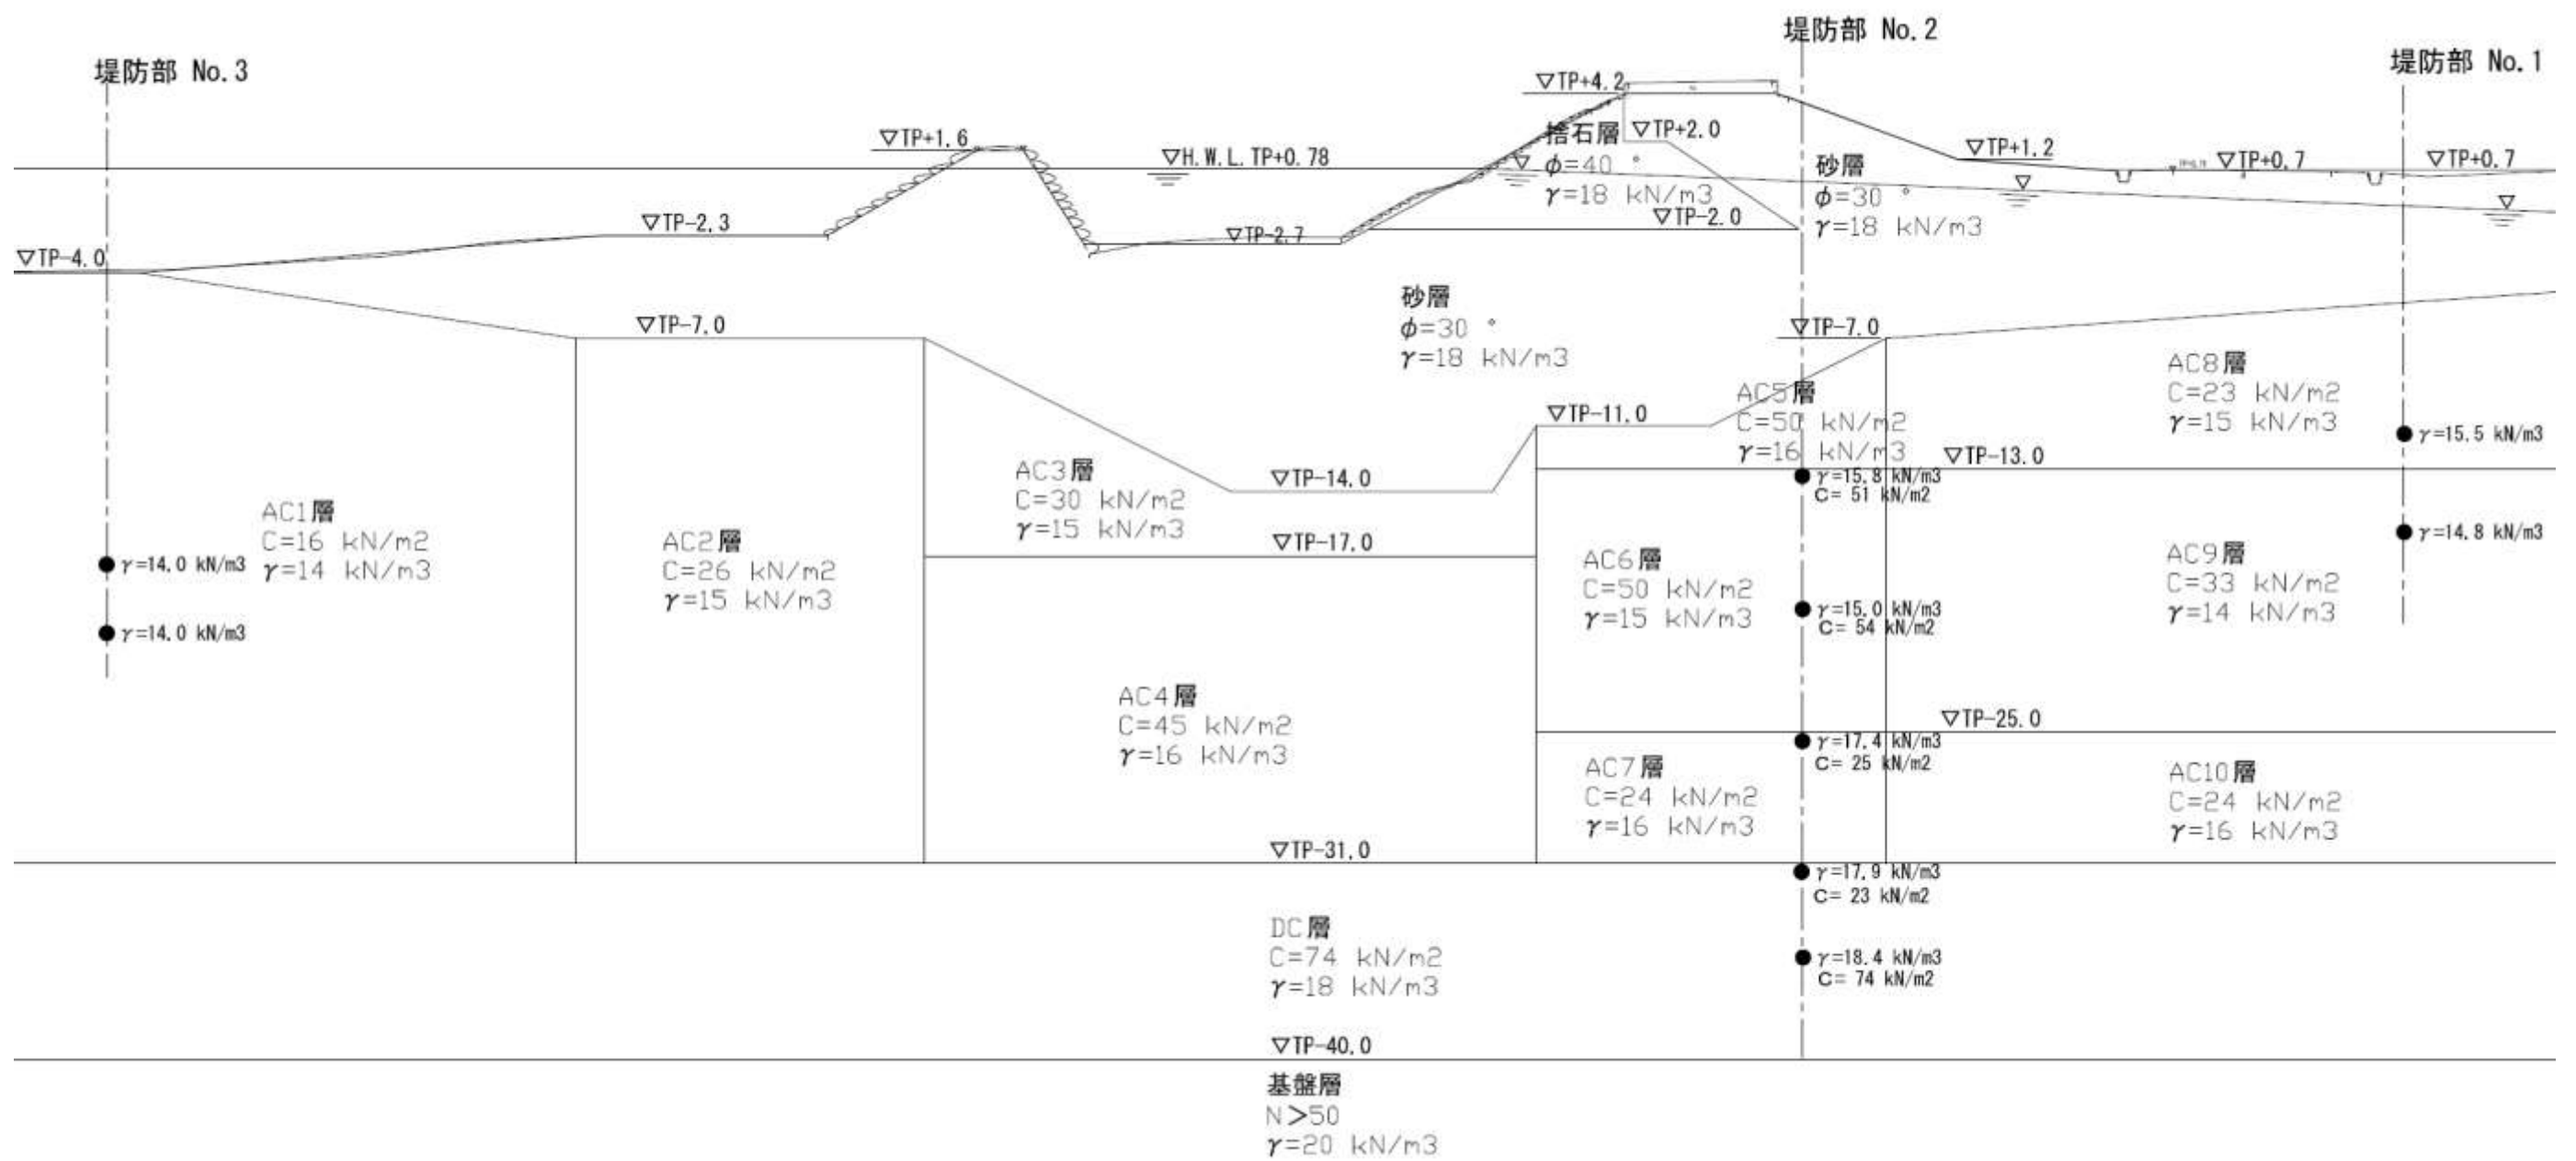 堤防部 No.3
堤防部 No.2
堤防部 No.1
▽TP+4.2
▽TP+1.6
▽H.W.L.TP+0.78
捨石層
φ=40 °
γ=18 kN/m3
▽TP+2.0
砂層
φ=30 °
γ=18 kN/m3
▽TP+1.2
▽TP+0.7
▽TP+0.7
▽TP-4.0
▽TP-2.3
▽TP-2.7
▽TP-2.0
砂層
φ=30 °
γ=18 kN/m3
▽TP-7.0
▽TP-7.0
▽TP-11.0
▽TP-14.0
▽TP-17.0
▽TP-13.0
▽TP-25.0
▽TP-31.0
▽TP-40.0
AC1層
C=16 kN/m2
γ=14 kN/m3
γ=14.0 kN/m3
γ=14.0 kN/m3
AC2層
C=26 kN/m2
γ=15 kN/m3
AC3層
C=30 kN/m2
γ=15 kN/m3
AC4層
C=45 kN/m2
γ=16 kN/m3
AC5層
C=50 kN/m2
γ=16 kN/m3
γ=15.8 kN/m3
C= 51 kN/m2
AC6層
C=50 kN/m2
γ=15 kN/m3
γ=15.0 kN/m3
C= 54 kN/m2
AC7層
C=24 kN/m2
γ=16 kN/m3
γ=17.4 kN/m3
C= 25 kN/m2
γ=17.9 kN/m3
C= 23 kN/m2
γ=18.4 kN/m3
C= 74 kN/m2
AC8層
C=23 kN/m2
γ=15 kN/m3
γ=15.5 kN/m3
γ=14.8 kN/m3
AC9層
C=33 kN/m2
γ=14 kN/m3
AC10層
C=24 kN/m2
γ=16 kN/m3
DC層
C=74 kN/m2
γ=18 kN/m3
基盤層
N>50
γ=20 kN/m3